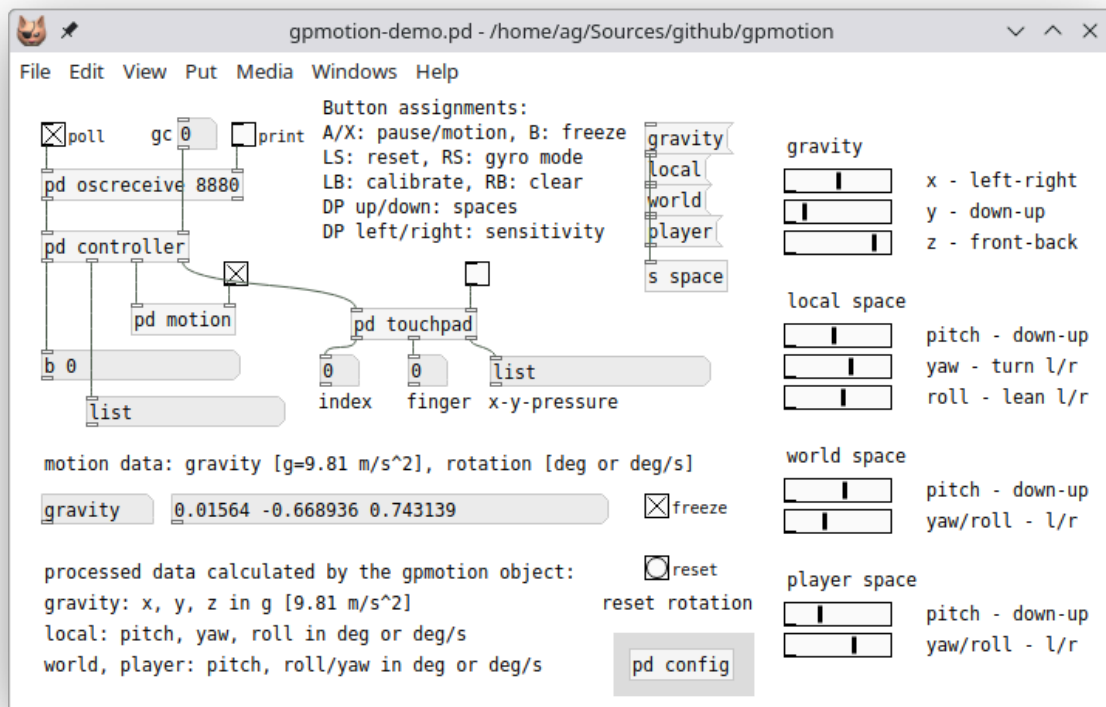 gpmotion-demo.pd - /home/ag/Sources/github/gpmotion
File Edit View Put Media Windows Help
poll
gc 0
print
pd oscreceive 8880
pd controller
pd motion
b 0
list
Button assignments:
A/X: pause/motion, B: freeze
LS: reset, RS: gyro mode
LB: calibrate, RB: clear
DP up/down: spaces
DP left/right: sensitivity
pd touchpad
0 0 list
index finger x-y-pressure
gravity
local
world
player
s space
motion data: gravity [g=9.81 m/s^2], rotation [deg or deg/s]
gravity 0.01564 -0.668936 0.743139
freeze
processed data calculated by the gpmotion object:
gravity: x, y, z in g [9.81 m/s^2]
local: pitch, yaw, roll in deg or deg/s
world, player: pitch, roll/yaw in deg or deg/s
reset
reset rotation
pd config
gravity
x - left-right
y - down-up
z - front-back
local space
pitch - down-up
yaw - turn l/r
roll - lean l/r
world space
pitch - down-up
yaw/roll - l/r
player space
pitch - down-up
yaw/roll - l/r